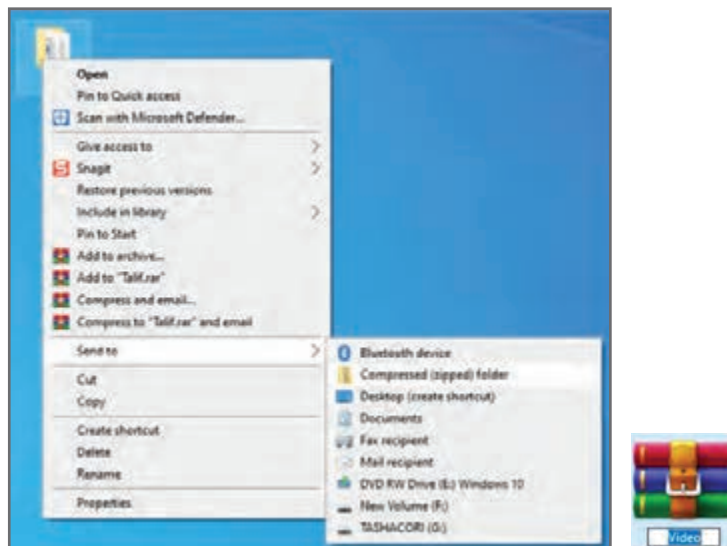 Open
Pin to Quick access
Scan with Microsoft Defender...
Give access to
Snagit
Restore previous versions
Include in library
Pin to Start
Add to archive...
Add to "Talif.rar"
Compress and email...
Compress to "Talif.rar" and email
Send to
Cut
Copy
Create shortcut
Delete
Rename
Properties
Bluetooth device
Compressed (zipped) folder
Desktop (create shortcut)
Documents
Fax recipient
Mail recipient
DVD RW Drive (E:) Windows 10
New Volume (F:)
TASHACORI (G:)
Video